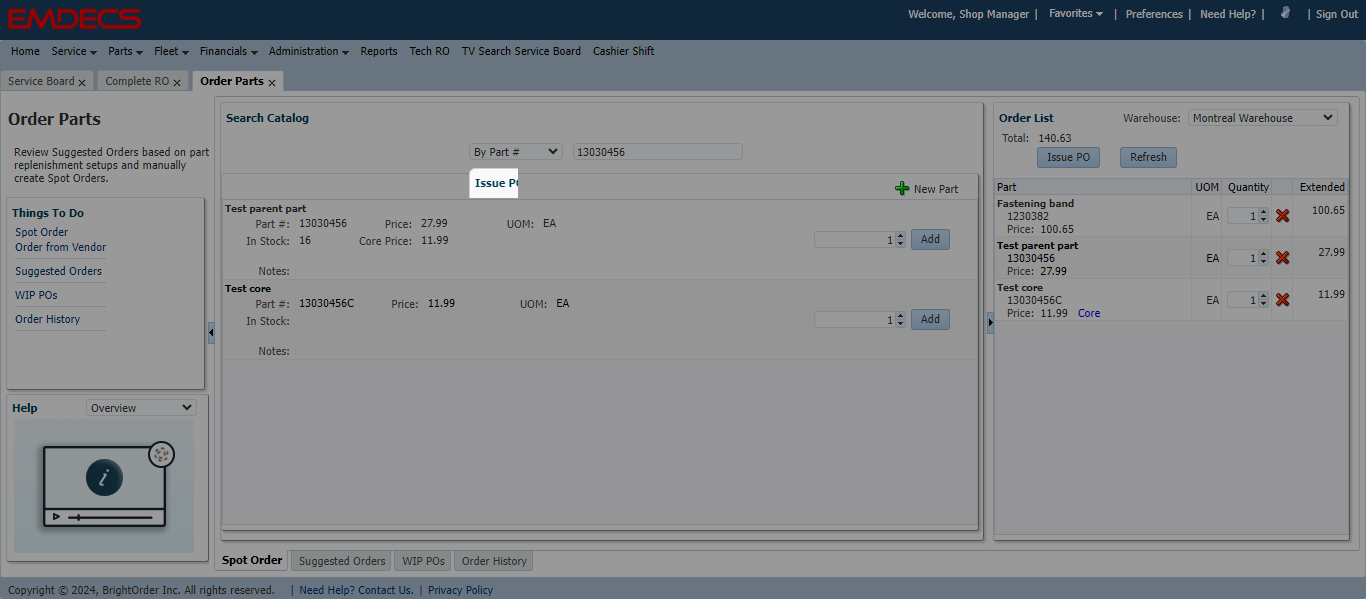 EMDECS
Welcome, Shop Manager | Favorites | Preferences | Need Help? | | Sign Out
Home Service Parts Fleet Financials Administration Reports Tech RO TV Search Service Board Cashier Shift
Service Board x Complete RO x Order Parts x
Order Parts
Review Suggested Orders based on part
replenishment setups and manually
create Spot Orders.
Things To Do
Spot Order
Order from Vendor
Suggested Orders
WIP POs
Order History
Help Overview
i
Search Catalog
By Part # 13030456
Issue P
New Part
Test parent part
Part #: 13030456 Price: 27.99 UOM: EA
In Stock: 16 Core Price: 11.99 1 Add
Notes:
Test core
Part #: 13030456C Price: 11.99 UOM: EA
In Stock: 1 Add
Notes:
Order List Warehouse: Montreal Warehouse
Total: 140.63
Issue PO Refresh
Part UOM Quantity Extended
Fastening band
1230382 EA 1 100.65
Price: 100.65
Test parent part
13030456 EA 1 27.99
Price: 27.99
Test core
13030456C EA 1 11.99
Price: 11.99 Core
Spot Order Suggested Orders WIP POs Order History
Copyright © 2024, BrightOrder Inc. All rights reserved. | Need Help? Contact Us. | Privacy Policy